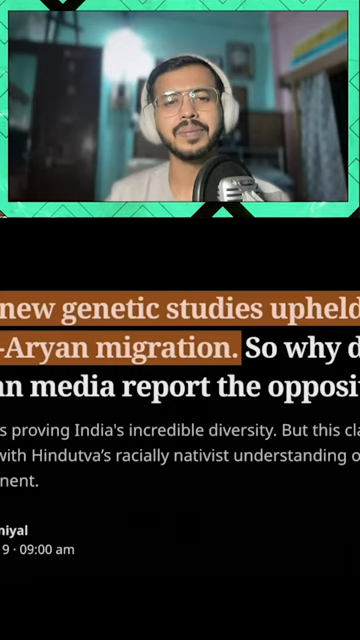 new genetic studies upheld
-Aryan migration. So why d
an media report the opposit
s proving India's incredible diversity. But this cla
with Hindutva's racially nativist understanding o
nent.
niyal
9 · 09:00 am